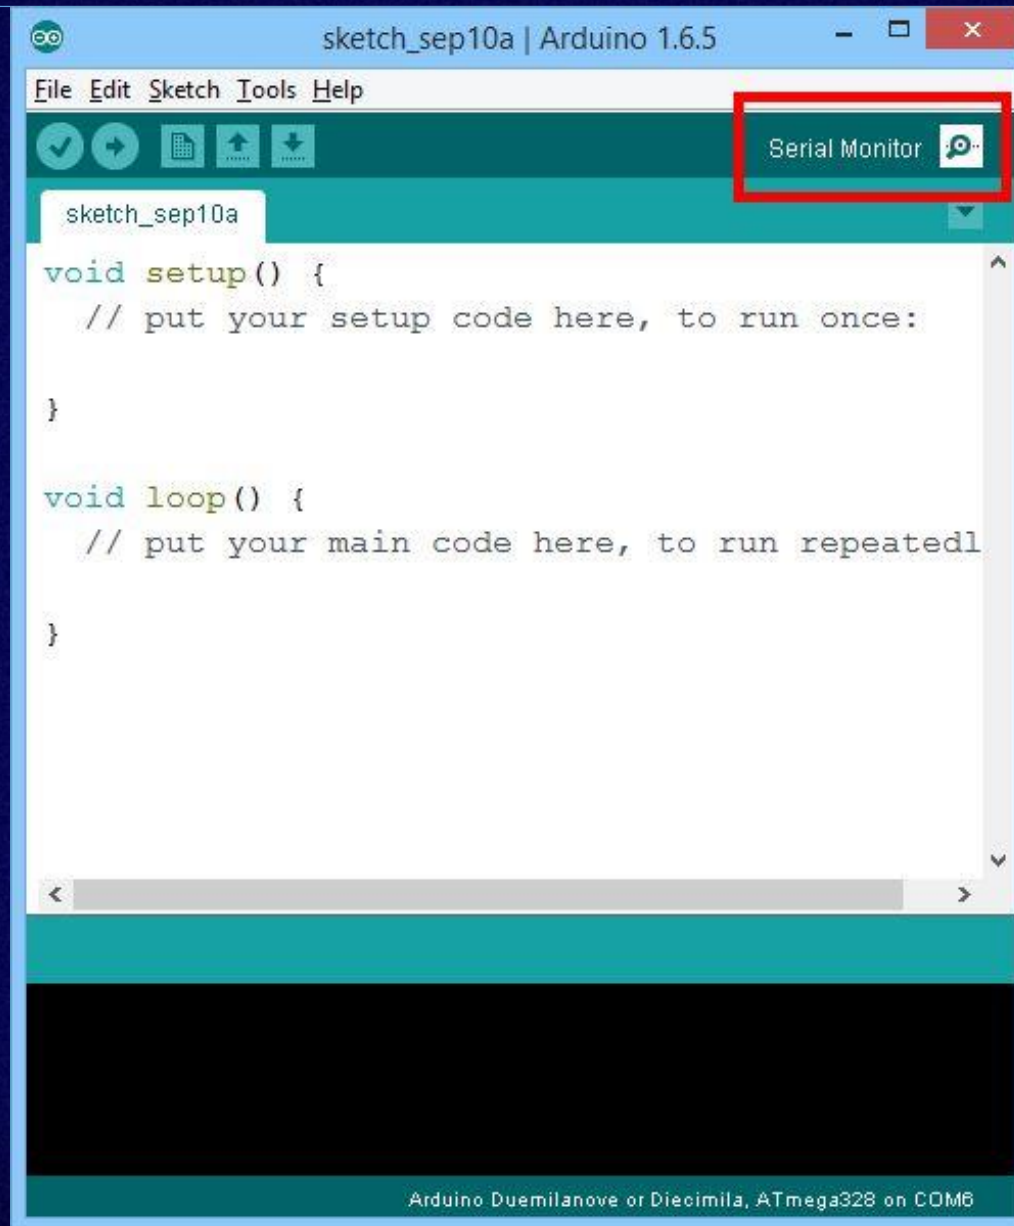 sketch_sep10a | Arduino 1.6.5
File Edit Sketch Tools Help
Serial Monitor
sketch_sep10a
void setup() {
// put your setup code here, to run once:
}
void loop() {
// put your main code here, to run repeatedl
}
Arduino Duemilanove or Diecimila, ATmega328 on COM6